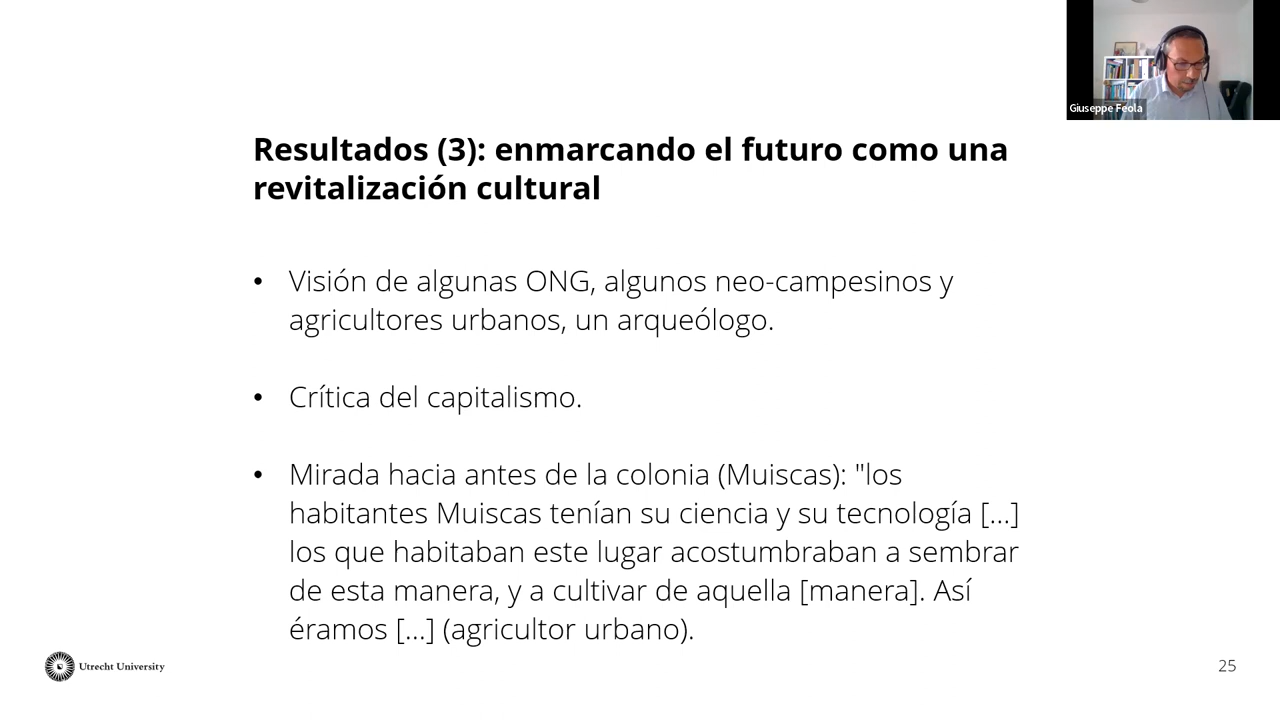 Giuseppe Feola
Resultados (3): enmarcando el futuro como una
revitalización cultural
• Visión de algunas ONG, algunos neo-campesinos y
agricultores urbanos, un arqueólogo.
• Crítica del capitalismo.
• Mirada hacia antes de la colonia (Muiscas): "los
habitantes Muiscas tenían su ciencia y su tecnología [...]
los que habitaban este lugar acostumbraban a sembrar
de esta manera, y a cultivar de aquella [manera]. Así
éramos [...] (agricultor urbano).
Utrecht University
25